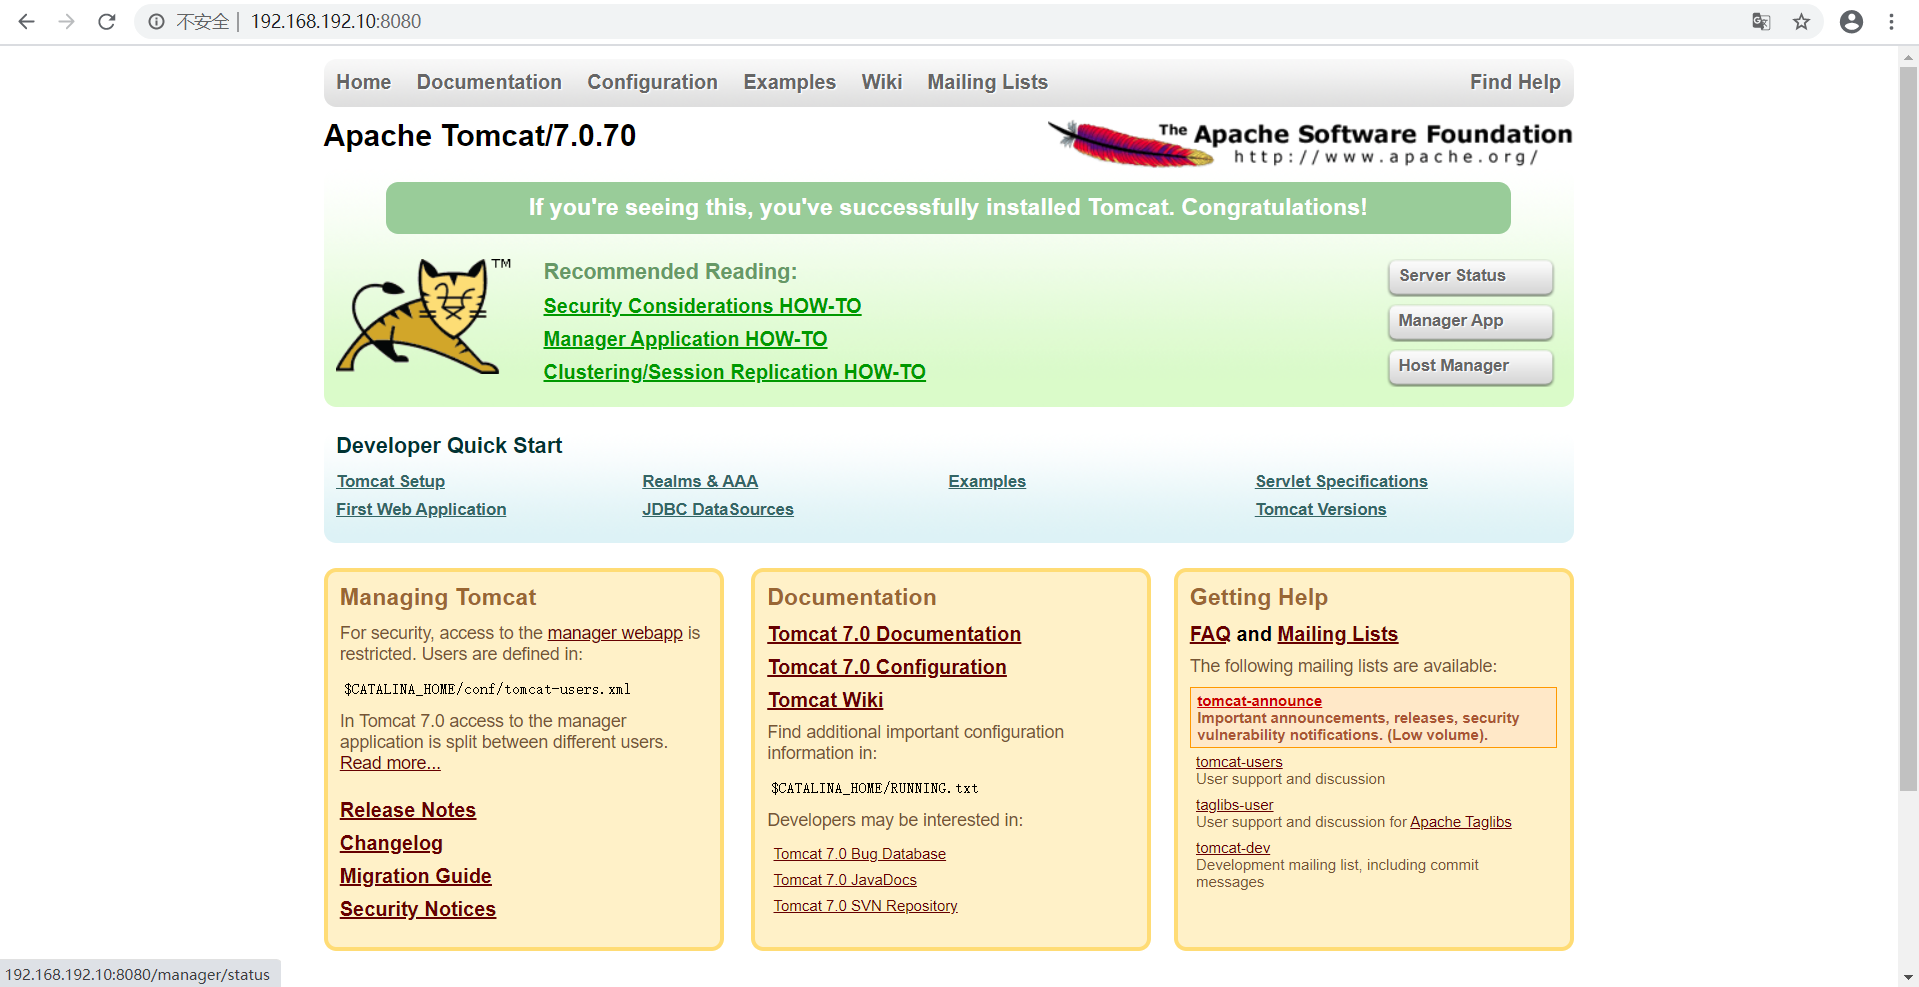 不安全 | 192.168.192.10:8080
Home Documentation Configuration Examples Wiki Mailing Lists Find Help
Apache Tomcat/7.0.70
The Apache Software Foundation
http://www.apache.org/
If you're seeing this, you've successfully installed Tomcat. Congratulations!
TM
Recommended Reading:
Security Considerations HOW-TO
Manager Application HOW-TO
Clustering/Session Replication HOW-TO
Server Status
Manager App
Host Manager
Developer Quick Start
Tomcat Setup
First Web Application
Realms & AAA
JDBC DataSources
Examples
Servlet Specifications
Tomcat Versions
Managing Tomcat
For security, access to the manager webapp is
restricted. Users are defined in:
$CATALINA_HOME/conf/tomcat-users.xml
In Tomcat 7.0 access to the manager
application is split between different users.
Read more...
Release Notes
Changelog
Migration Guide
Security Notices
Documentation
Tomcat 7.0 Documentation
Tomcat 7.0 Configuration
Tomcat Wiki
Find additional important configuration
information in:
$CATALINA_HOME/RUNNING.txt
Developers may be interested in:
Tomcat 7.0 Bug Database
Tomcat 7.0 JavaDocs
Tomcat 7.0 SVN Repository
Getting Help
FAQ and Mailing Lists
The following mailing lists are available:
tomcat-announce
Important announcements, releases, security
vulnerability notifications. (Low volume).
tomcat-users
User support and discussion
taglibs-user
User support and discussion for Apache Taglibs
tomcat-dev
Development mailing list, including commit
messages
192.168.192.10:8080/manager/status